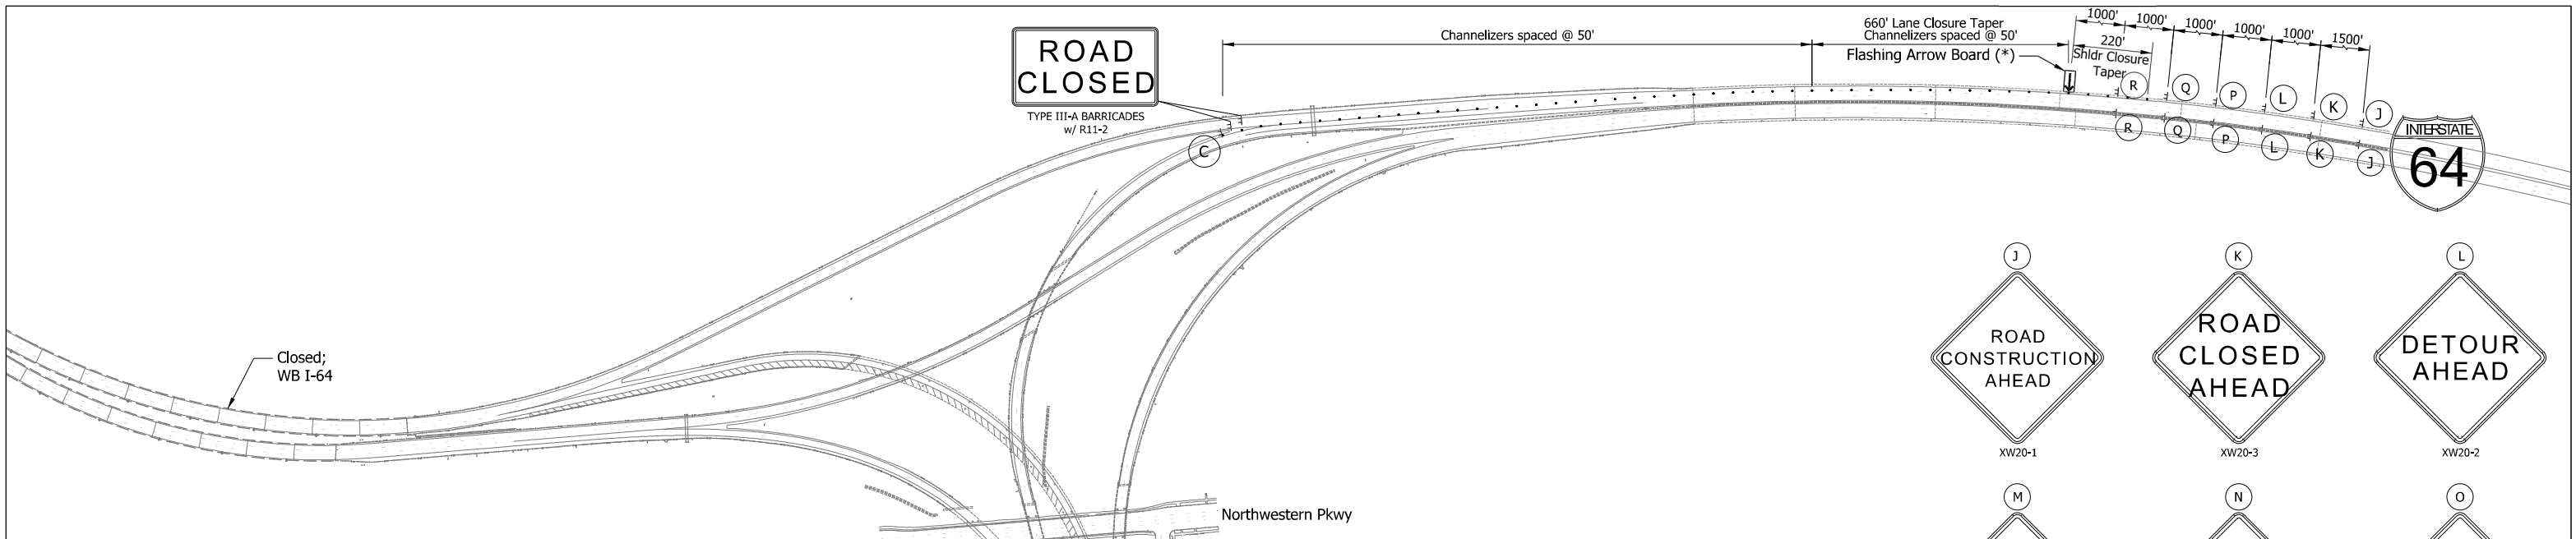 ROAD
CLOSED
TYPE III-A BARRICADES
w/ R11-2
Channelizers spaced @ 50'
660' Lane Closure Taper
Channelizers spaced @ 50'
Flashing Arrow Board (*)
1000'
1000'
1000'
1000'
1000'
1500'
220'
Shldr Closure
Taper
R
Q
P
L
K
J
R
Q
P
L
K
J
C
INTERSTATE
64
Closed;
WB I-64
Northwestern Pkwy
J
ROAD
CONSTRUCTION
AHEAD
XW20-1
K
ROAD
CLOSED
AHEAD
XW20-3
L
DETOUR
AHEAD
XW20-2
M
N
O